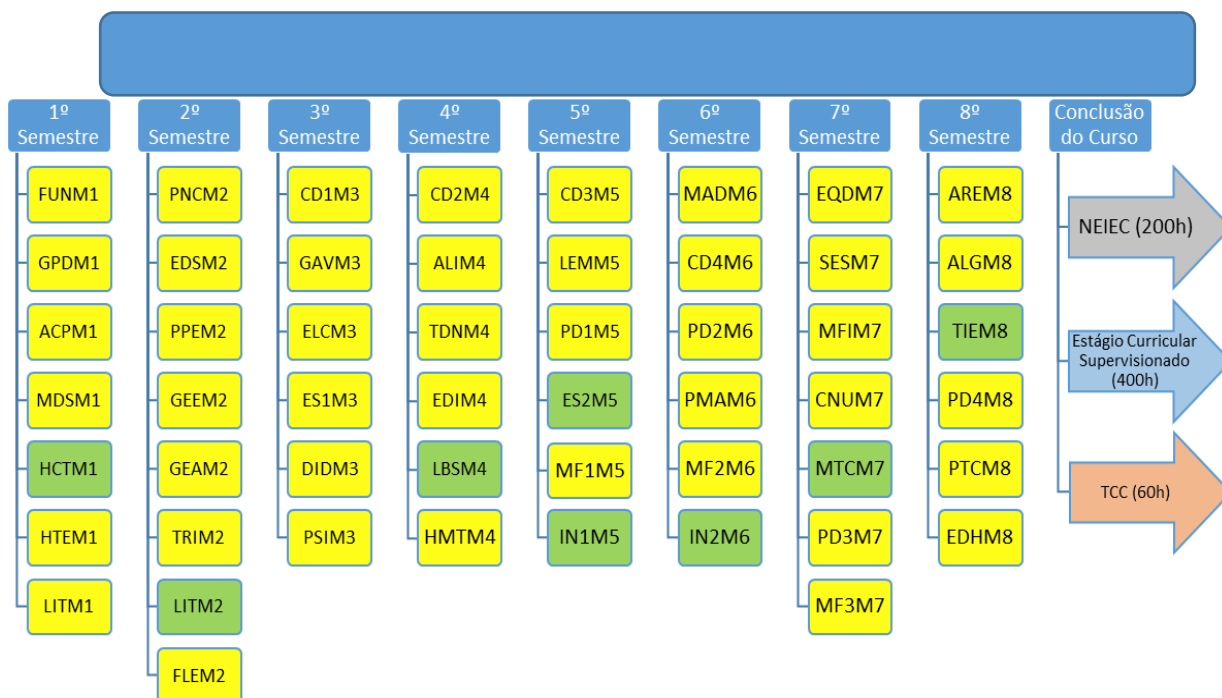 1º
Semestre
FUNM1
GPDM1
ACPM1
MDSM1
HCTM1
HTEM1
LITM1
2º
Semestre
PNCM2
EDSM2
PPEM2
GEEM2
GEAM2
TRIM2
LITM2
FLEM2
3º
Semestre
CD1M3
GAVM3
ELCM3
ES1M3
DIDM3
PSIM3
4º
Semestre
CD2M4
ALIM4
TDNM4
EDIM4
LBSM4
HMTM4
5º
Semestre
CD3M5
LEMM5
PD1M5
ES2M5
MF1M5
IN1M5
6º
Semestre
MADM6
CD4M6
PD2M6
PMAM6
MF2M6
IN2M6
7º
Semestre
EQDM7
SESM7
MFIM7
CNUM7
MTCM7
PD3M7
MF3M7
8º
Semestre
AREM8
ALGM8
TIEM8
PD4M8
PTCM8
EDHM8
Conclusão
do Curso
NEIEC (200h)
Estágio Curricular
Supervisionado
(400h)
TCC (60h)